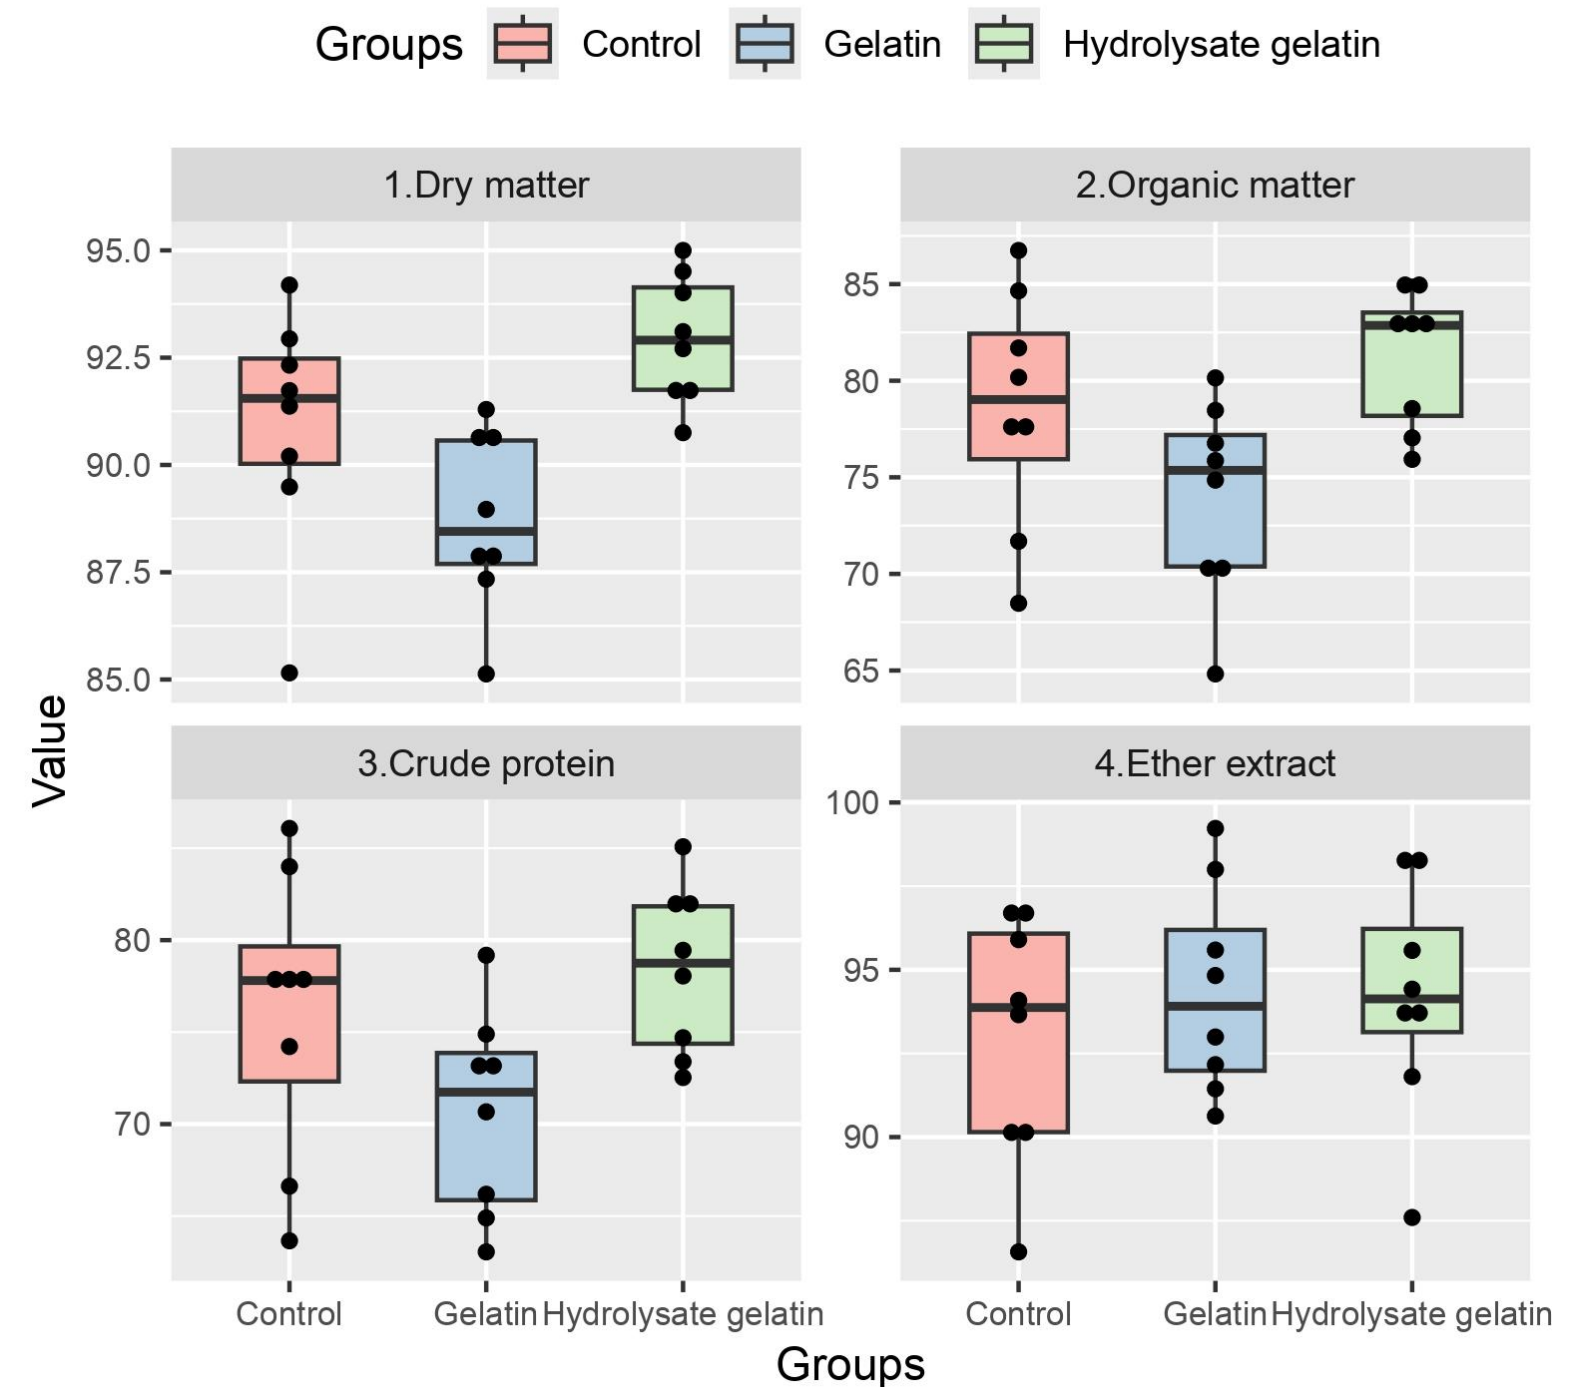 Groups Control Gelatin Hydrolysate gelatin
1.Dry matter
95.0
92.5
90.0
87.5
85.0
2.Organic matter
85
80
75
70
65
Value
3.Crude protein
80
70
4.Ether extract
100
95
90
Control Gelatin Hydrolysate gelatin
Control Gelatin Hydrolysate gelatin
Groups